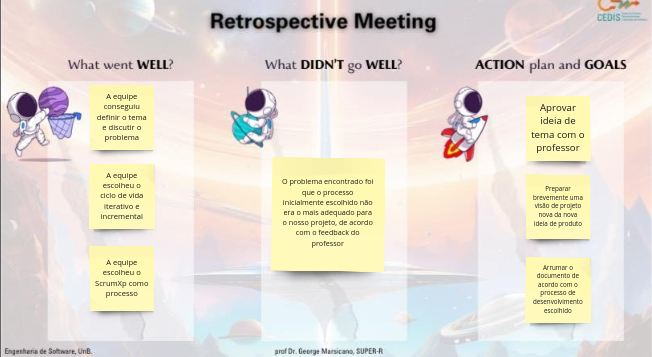 Retrospective Meeting
CEDIS
What went WELL?
What DIDN'T go WELL?
ACTION plan and GOALS
A equipe
conseguiu
definir o tema
e discutir o
problema
A equipe
escolheu o
ciclo de vida
iterativo e
incremental
A equipe
escolheu o
ScrumXp como
processo
O problema encontrado foi
que o processo
inicialmente escolhido não
era o mais adequado para
o nosso projeto, de acordo
com o feedback do
professor
Aprovar
ideia de
tema com o
professor
Preparar
brevemente uma
visão de projeto
nova da nova
ideia de produto
Arrumar o
documento de
acordo com o
processo de
desenvolvimento
escolhido
Engenharia de Software, UnB.
prof Dr. George Marsicano, SUPER-R